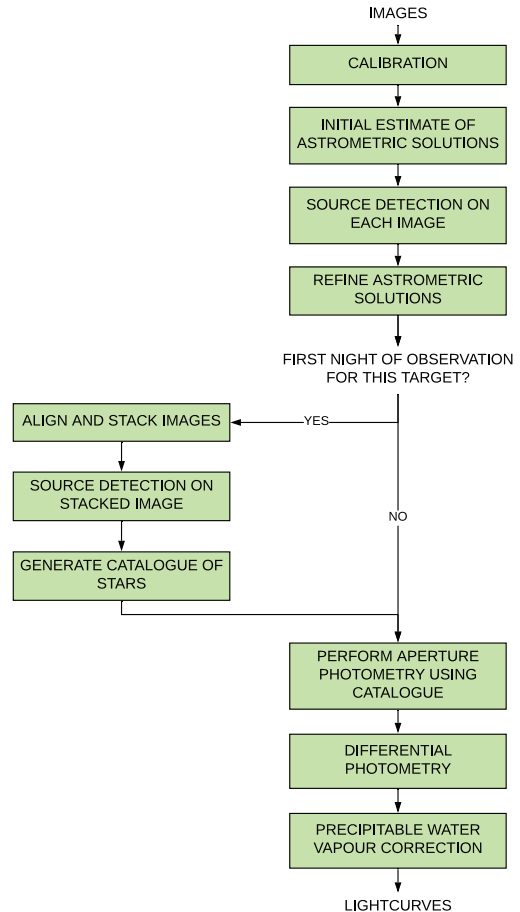 IMAGES
CALIBRATION
INITIAL ESTIMATE OF
ASTROMETRIC SOLUTIONS
SOURCE DETECTION ON
EACH IMAGE
REFINE ASTROMETRIC
SOLUTIONS
FIRST NIGHT OF OBSERVATION
FOR THIS TARGET?
YES
ALIGN AND STACK IMAGES
SOURCE DETECTION ON
STACKED IMAGE
GENERATE CATALOGUE OF
STARS
NO
PERFORM APERTURE
PHOTOMETRY USING
CATALOGUE
DIFFERENTIAL
PHOTOMETRY
PRECIPITABLE WATER
VAPOUR CORRECTION
LIGHTCURVES